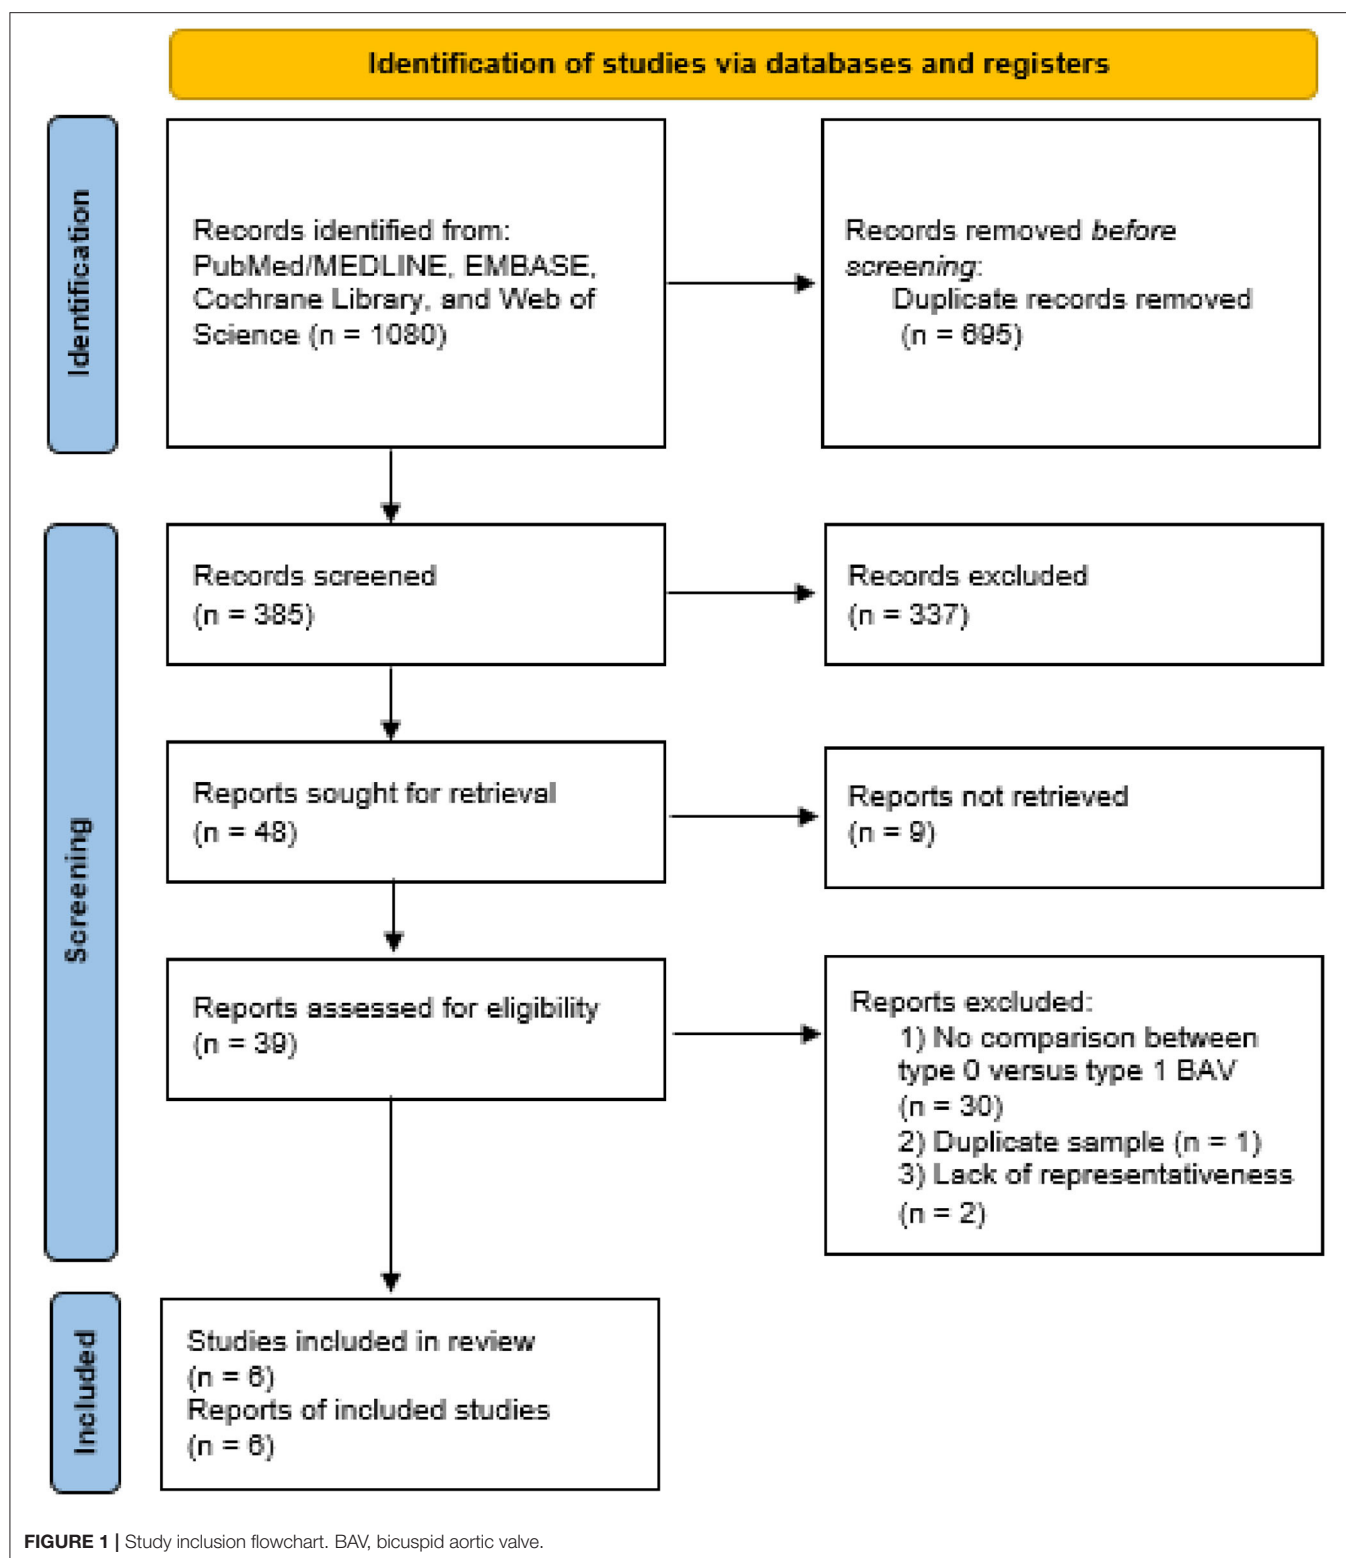 Identification of studies via databases and registers
Identification
Records identified from:
PubMed/MEDLINE, EMBASE,
Cochrane Library, and Web of
Science (n = 1080)
Records removed before
screening:
Duplicate records removed
(n = 695)
Screening
Records screened
(n = 385)
Records excluded
(n = 337)
Reports sought for retrieval
(n = 48)
Reports not retrieved
(n = 9)
Reports assessed for eligibility
(n = 39)
Reports excluded:
1) No comparison between
type 0 versus type 1 BAV
(n = 30)
2) Duplicate sample (n = 1)
3) Lack of representativeness
(n = 2)
Included
Studies included in review
(n = 6)
Reports of included studies
(n = 6)
FIGURE 1 | Study inclusion flowchart. BAV, bicuspid aortic valve.